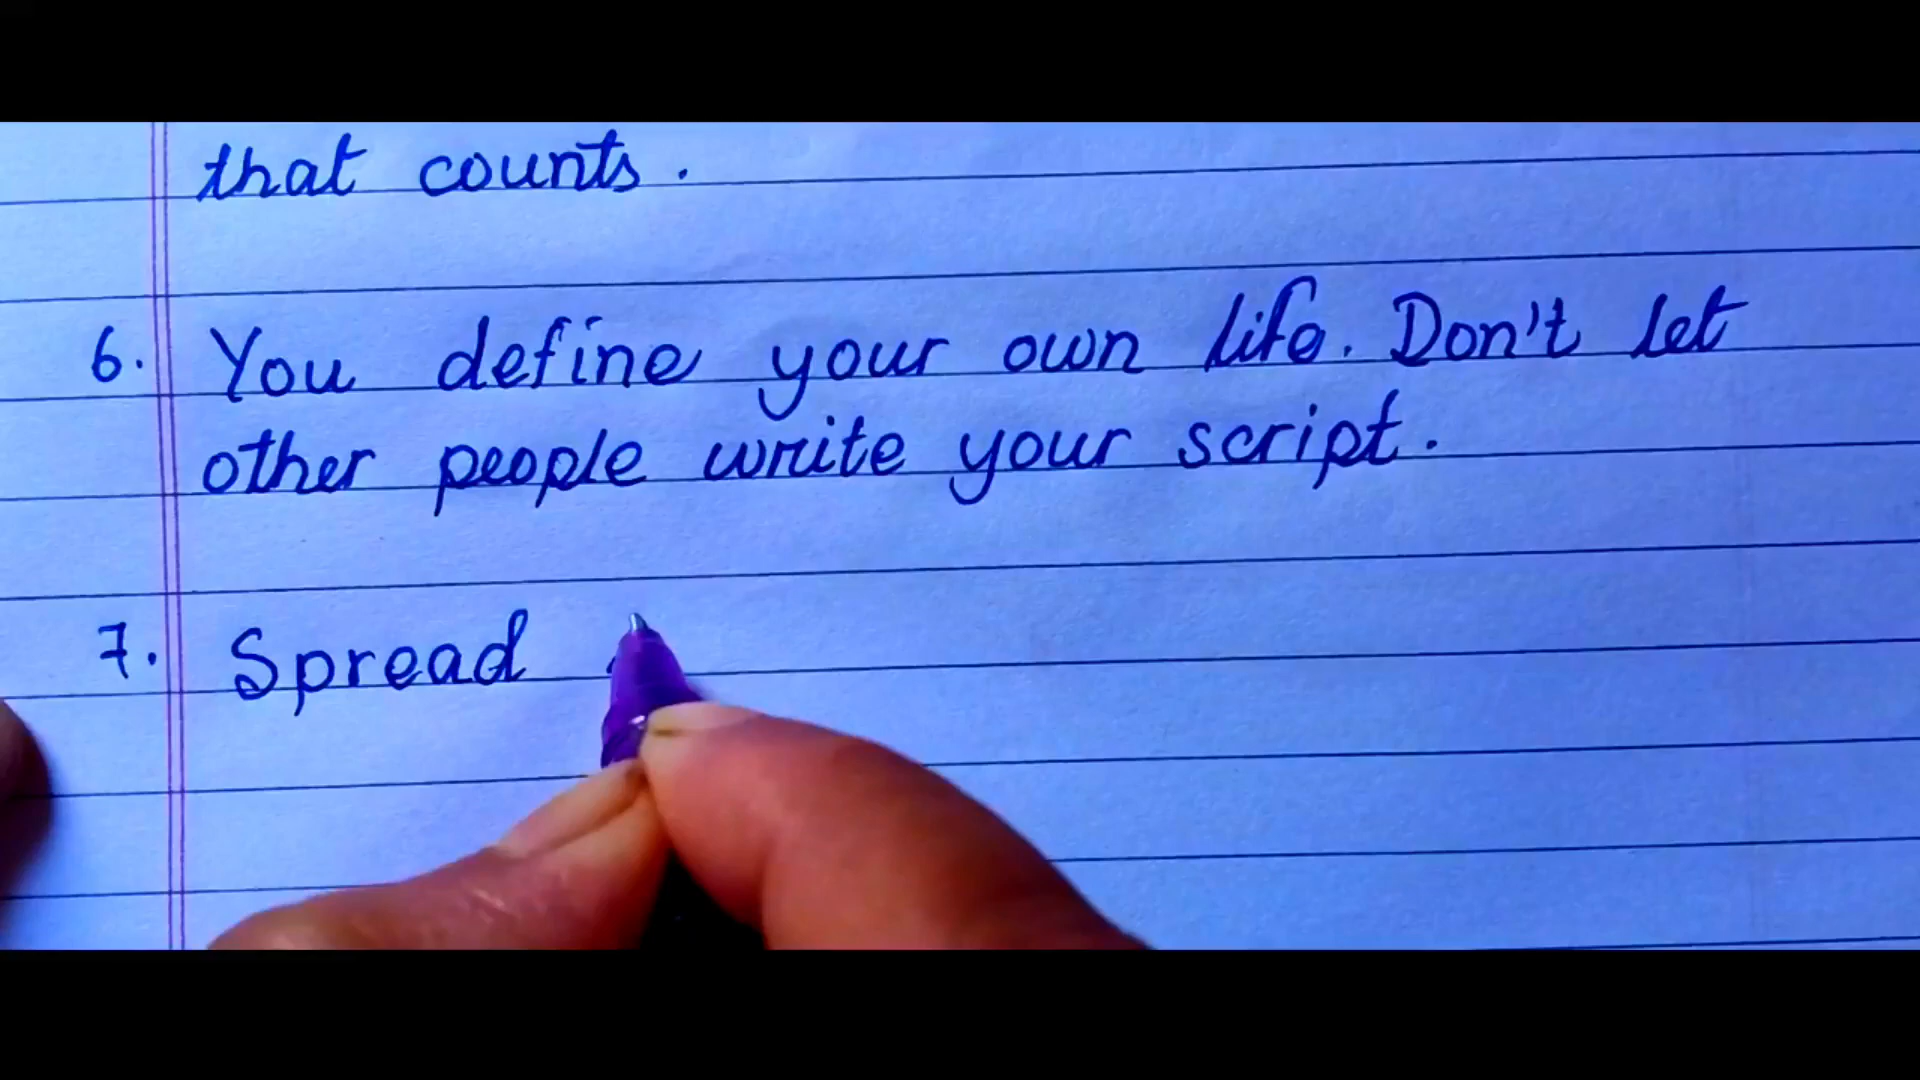 that counts.
6. You define your own life. Don't let
other people write your script.
7. Spread